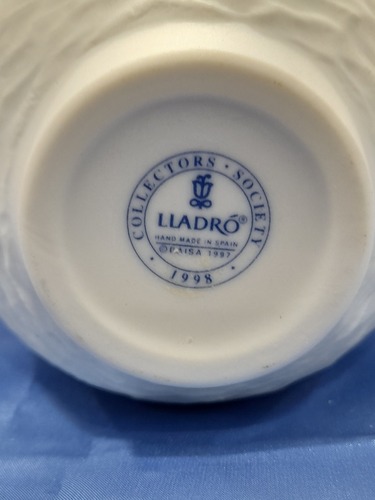 COLLECTORS · SOCIETY
LLADRÓ®
HAND MADE IN SPAIN
© DAISA 1997
· 1998 ·